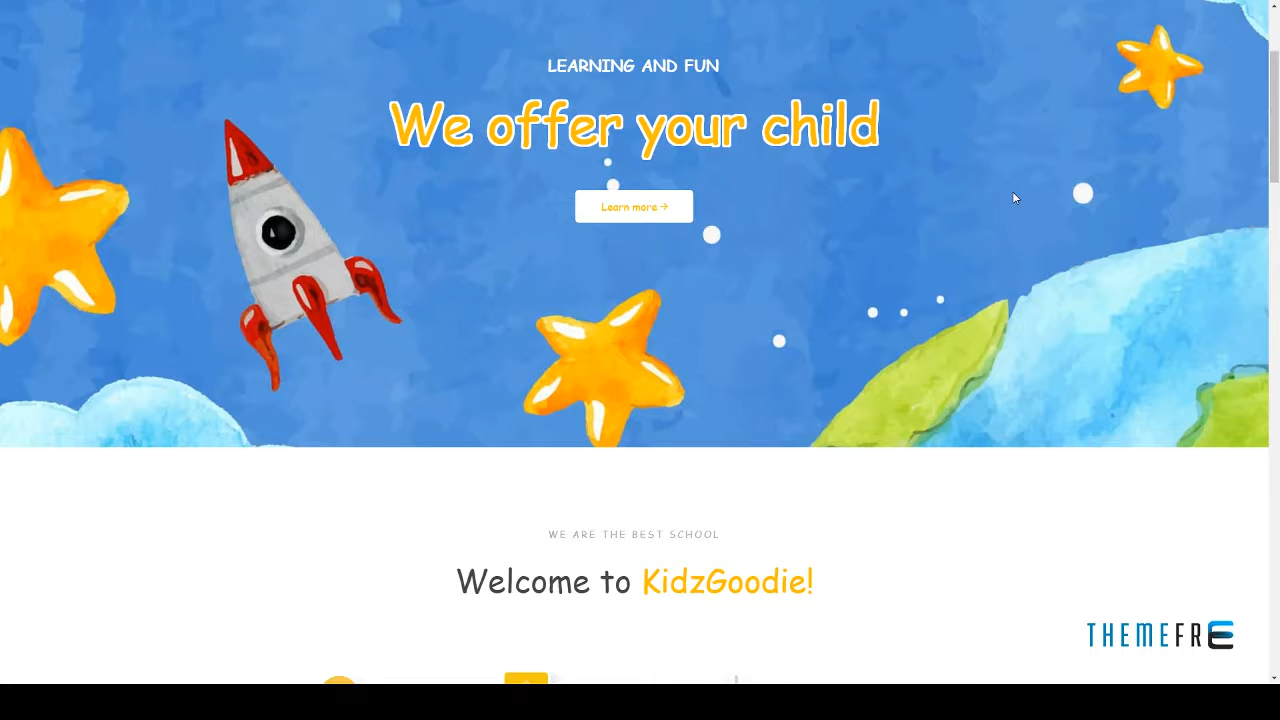 LEARNING AND FUN
We offer your child
Learn more →
WE ARE THE BEST SCHOOL
Welcome to KidzGoodie!
THEMEFRE